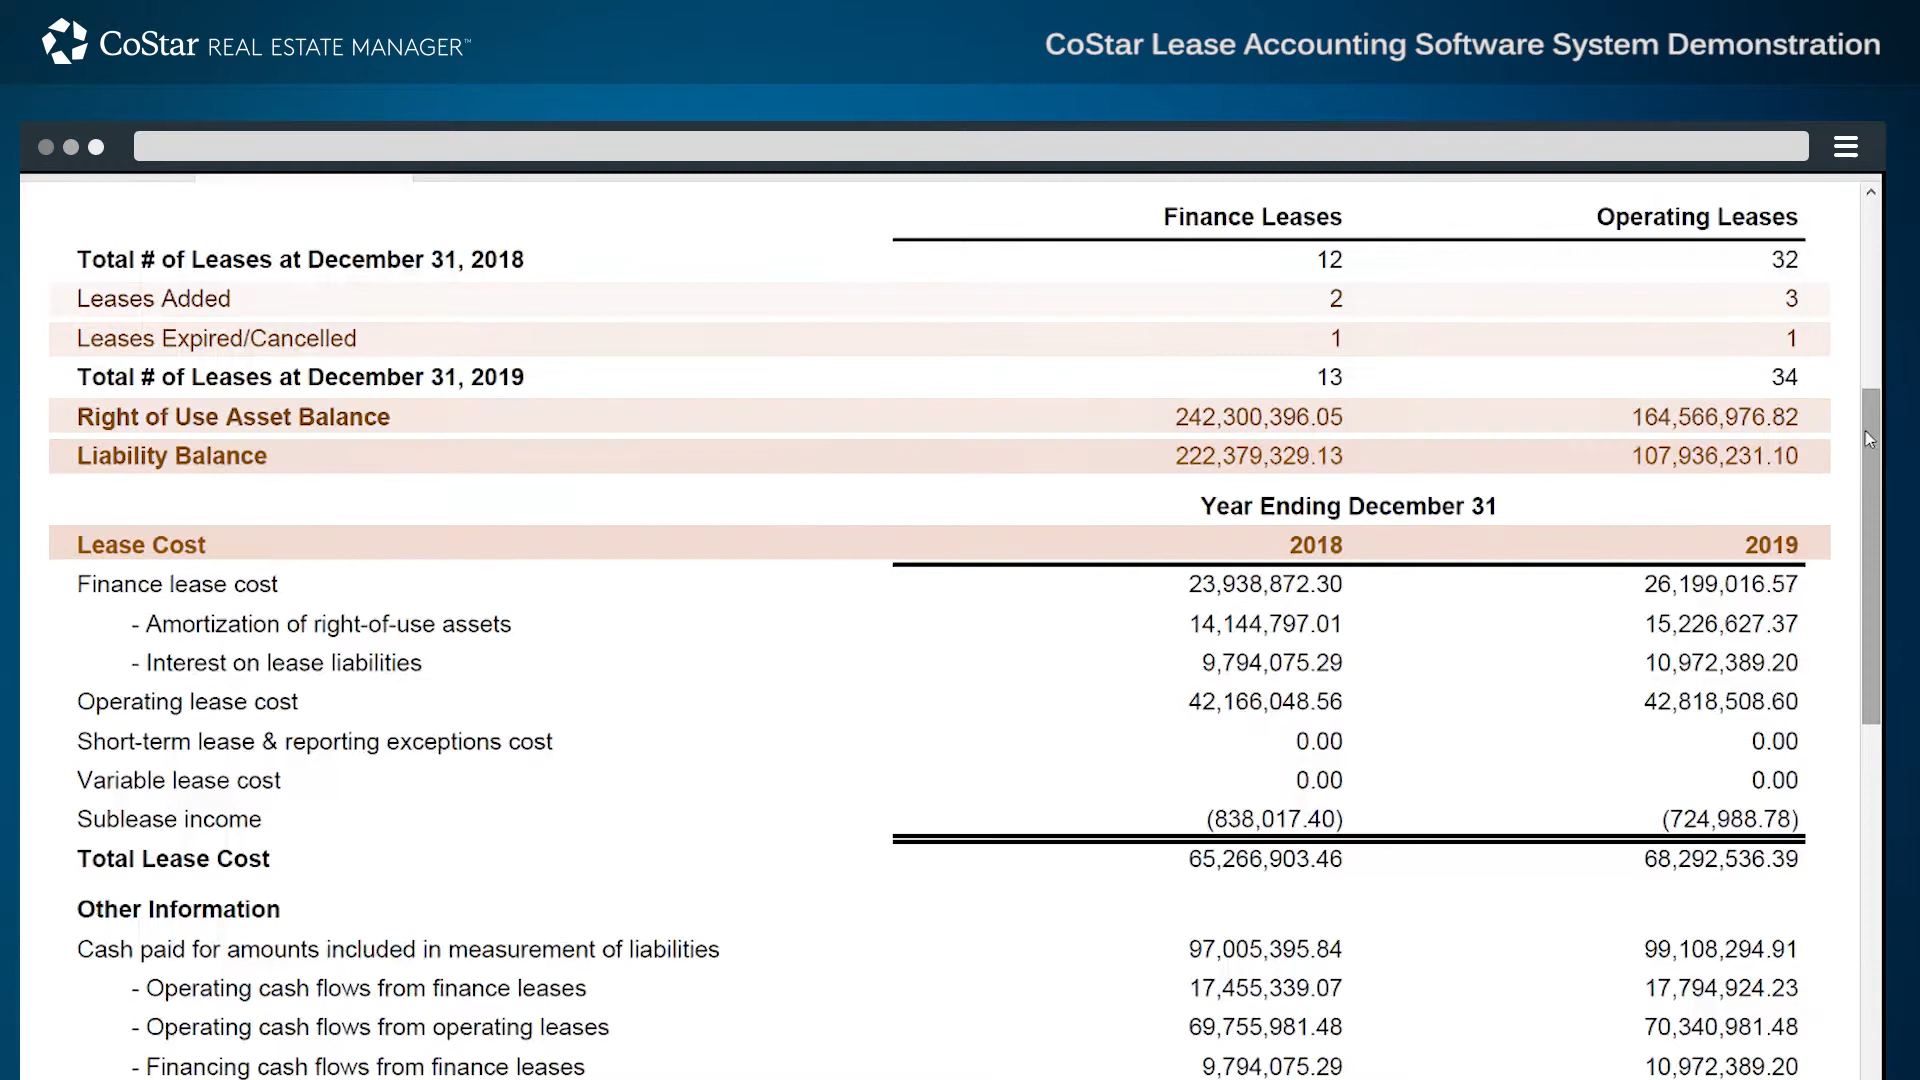 CoStar REAL ESTATE MANAGER™
CoStar Lease Accounting Software System Demonstration
Finance Leases Operating Leases
Total # of Leases at December 31, 2018 12 32
Leases Added 2 3
Leases Expired/Cancelled 1 1
Total # of Leases at December 31, 2019 13 34
Right of Use Asset Balance 242,300,396.05 164,566,976.82
Liability Balance 222,379,329.13 107,936,231.10
Year Ending December 31
Lease Cost 2018 2019
Finance lease cost 23,938,872.30 26,199,016.57
- Amortization of right-of-use assets 14,144,797.01 15,226,627.37
- Interest on lease liabilities 9,794,075.29 10,972,389.20
Operating lease cost 42,166,048.56 42,818,508.60
Short-term lease & reporting exceptions cost 0.00 0.00
Variable lease cost 0.00 0.00
Sublease income (838,017.40) (724,988.78)
Total Lease Cost 65,266,903.46 68,292,536.39
Other Information
Cash paid for amounts included in measurement of liabilities 97,005,395.84 99,108,294.91
- Operating cash flows from finance leases 17,455,339.07 17,794,924.23
- Operating cash flows from operating leases 69,755,981.48 70,340,981.48
- Financing cash flows from finance leases 9,794,075.29 10,972,389.20